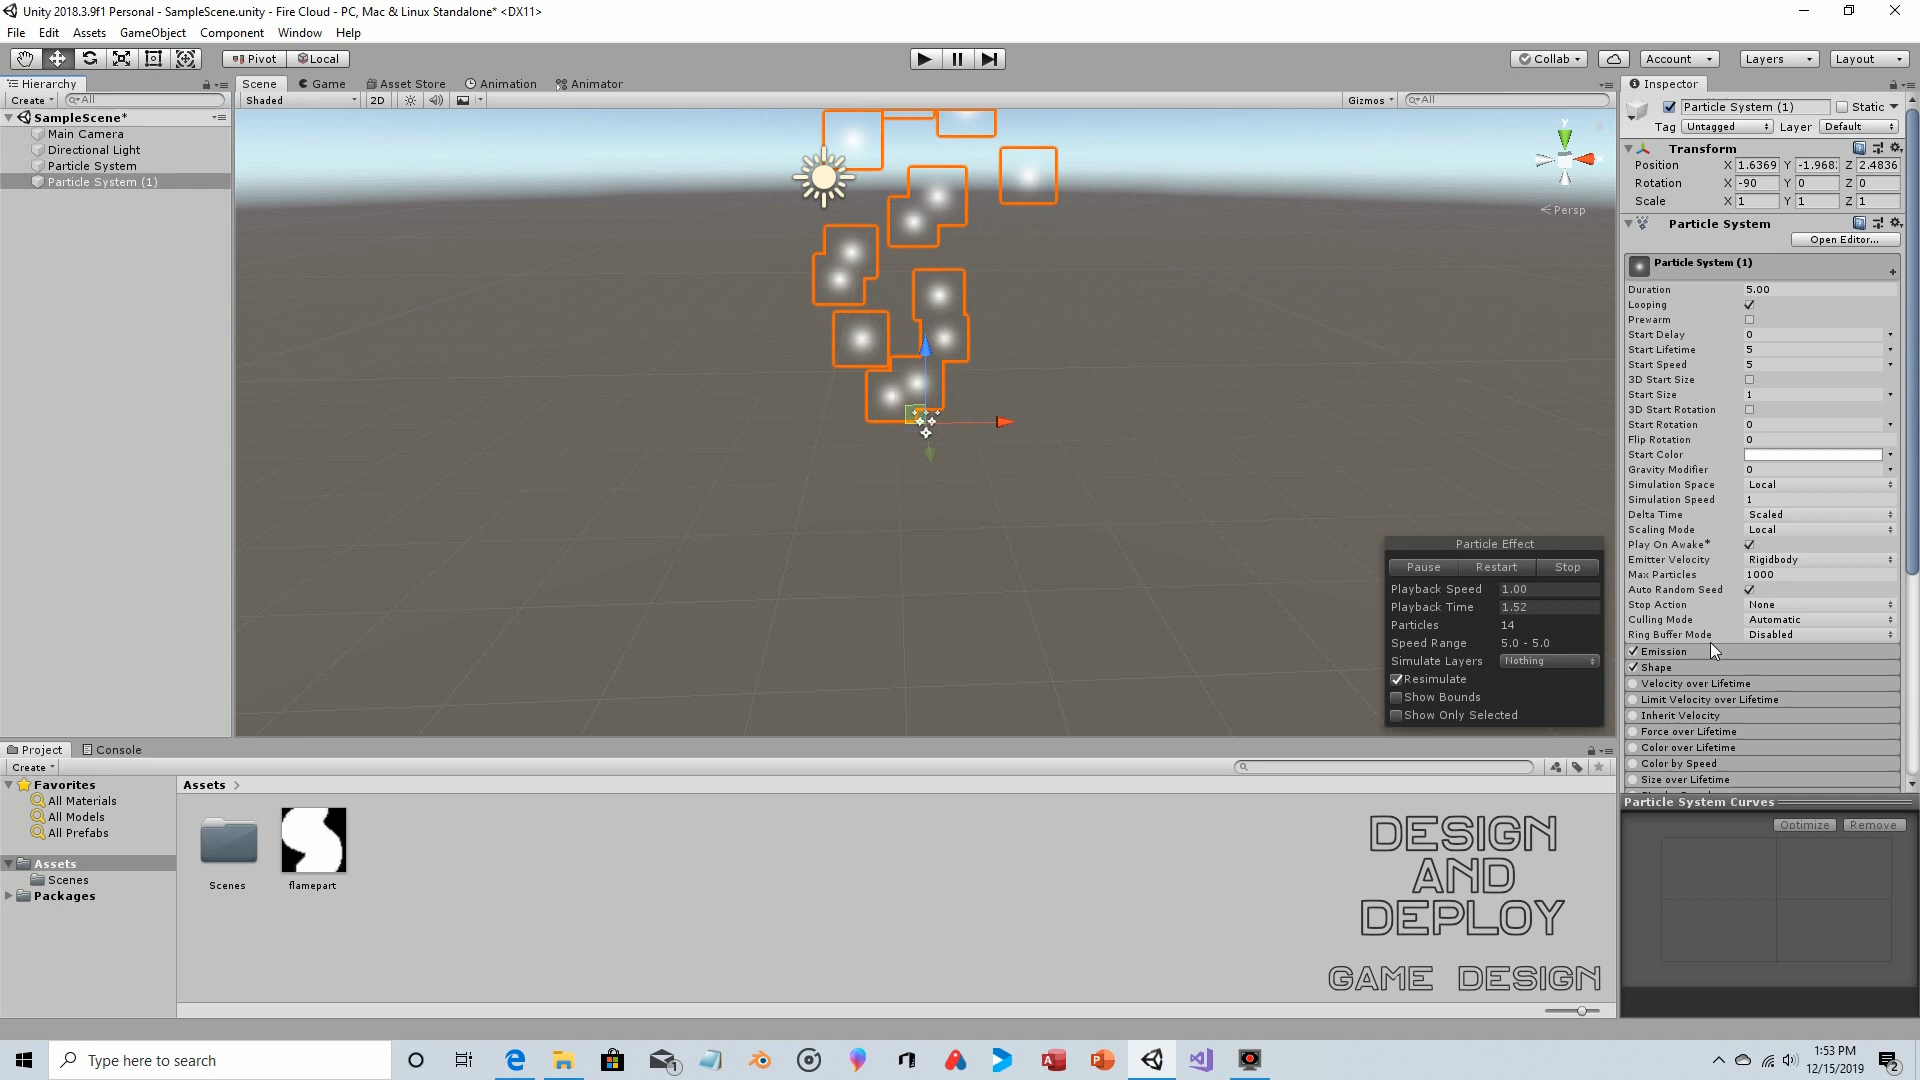 Unity 2018.3.9f1 Personal - SampleScene.unity - Fire Cloud - PC, Mac & Linux Standalone* <DX11>
File Edit Assets GameObject Component Window Help
Pivot Local Collab Account Layers Layout
Hierarchy Scene Game Asset Store Animation Animator Inspector
Create All Shaded 2D Gizmos All
SampleScene*
Main Camera
Directional Light
Particle System
Particle System (1)
y
Persp
Particle Effect
Pause Restart Stop
Playback Speed 1.00
Playback Time 1.52
Particles 14
Speed Range 5.0 - 5.0
Simulate Layers Nothing
Resimulate
Show Bounds
Show Only Selected
Particle System (1) Static
Tag Untagged Layer Default
Transform
Position X 1.6369 Y -1.968 Z 2.4836
Rotation X -90 Y 0 Z 0
Scale X 1 Y 1 Z 1
Particle System
Open Editor...
Particle System (1)
Duration 5.00
Looping
Prewarm
Start Delay 0
Start Lifetime 5
Start Speed 5
3D Start Size
Start Size 1
3D Start Rotation
Start Rotation 0
Flip Rotation 0
Start Color
Gravity Modifier 0
Simulation Space Local
Simulation Speed 1
Delta Time Scaled
Scaling Mode Local
Play On Awake*
Emitter Velocity Rigidbody
Max Particles 1000
Auto Random Seed
Stop Action None
Culling Mode Automatic
Ring Buffer Mode Disabled
Emission
Shape
Velocity over Lifetime
Limit Velocity over Lifetime
Inherit Velocity
Force over Lifetime
Color over Lifetime
Color by Speed
Size over Lifetime
Particle System Curves
Optimize Remove
Project Console
Create
Favorites
All Materials
All Models
All Prefabs
Assets
Scenes
Packages
Assets
Scenes flamepart
DESIGN
AND
DEPLOY
GAME DESIGN
Type here to search
1:53 PM
12/15/2019